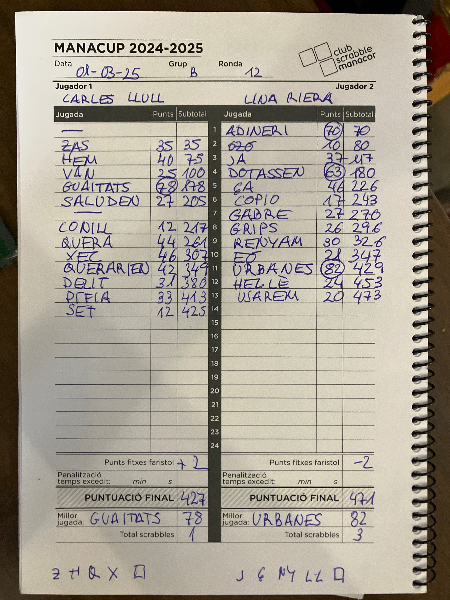 MANACUP 2024-2025
club scrabble manacor
Data 01-03-25 Grup B Ronda 12
Jugador 1 Jugador 2
CARLES LLULL LINA RIERA
Jugada Punts Subtotal Jugada Punts Subtotal
— 1 ADINERI 70 70
ZAS 35 35 2 OZO 10 80
HEM 40 75 3 JA 37 117
VAN 25 100 4 DOTASSEN 63 180
GUAITATS 78 178 5 GA 46 226
SALUDEN 27 205 6 COPIO 17 243
— 7 GABRE 27 270
CONILL 12 217 8 GRIPS 26 296
QUERA 44 261 9 RENYAM 30 326
XEC 46 307 10 EO 21 347
QUERARIEN 42 349 11 URBANES 82 429
DELIT 31 380 12 HELLE 24 453
33 413 13 USAREM 20 473
SET 12 425 14
15
16
17
18
19
20
21
22
23
24
Punts fitxes faristol +2 Punts fitxes faristol -2
Penalització temps excedit: min s Penalització temps excedit: min s
PUNTUACIÓ FINAL 427 PUNTUACIÓ FINAL 471
Millor jugada: GUAITATS 78 Millor jugada: URBANES 82
Total scrabbles 1 Total scrabbles 3
Z H Q X J Ç NY LL